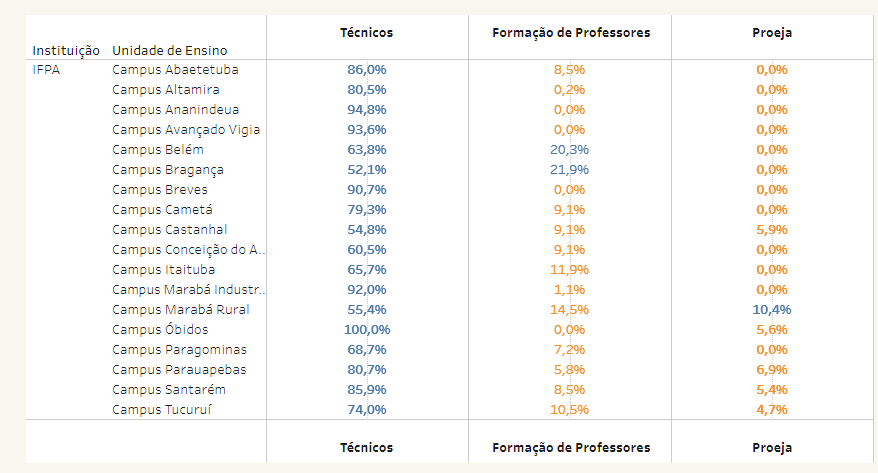 Técnicos Formação de Professores Proeja
Instituição Unidade de Ensino
IFPA Campus Abaetetuba 86,0% 8,5% 0,0%
Campus Altamira 80,5% 0,2% 0,0%
Campus Ananindeua 94,8% 0,0% 0,0%
Campus Avançado Vigia 93,6% 0,0% 0,0%
Campus Belém 63,8% 20,3% 0,0%
Campus Bragança 52,1% 21,9% 0,0%
Campus Breves 90,7% 0,0% 0,0%
Campus Cametá 79,3% 9,1% 0,0%
Campus Castanhal 54,8% 9,1% 5,9%
Campus Conceição do A.. 60,5% 9,1% 0,0%
Campus Itaituba 65,7% 11,9% 0,0%
Campus Marabá Industr.. 92,0% 1,1% 0,0%
Campus Marabá Rural 55,4% 14,5% 10,4%
Campus Óbidos 100,0% 0,0% 5,6%
Campus Paragominas 68,7% 7,2% 0,0%
Campus Parauapebas 80,7% 5,8% 6,9%
Campus Santarém 85,9% 8,5% 5,4%
Campus Tucuruí 74,0% 10,5% 4,7%
Técnicos Formação de Professores Proeja